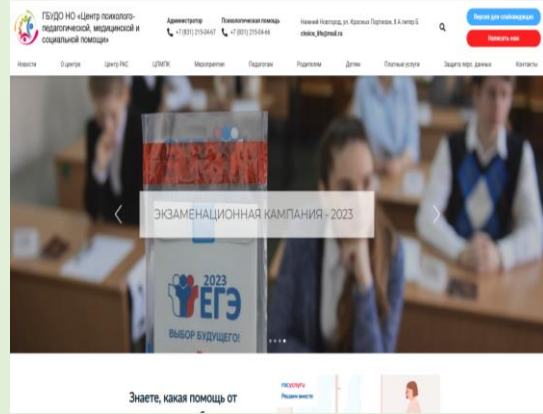 ГБУДО НО «Центр психолого-
педагогической, медицинской и
социальной помощи»
Администратор
+7 (831) 215-04-67
Психологическая помощь
+7 (831) 215-04-66
Нижний Новгород, ул. Красных Партизан, 8 А литер Б
Версия для слабовидящих
Написать нам
Новости
О центре
Центр РАС
ЦПМПК
Мероприятия
Педагогам
Родителям
Детям
Платные услуги
Защита перс. данных
Контакты
ЭКЗАМЕНАЦИОННАЯ КАМПАНИЯ - 2023
2023
ЕГЭ
ВЫБОР БУДУЩЕГО!
Знаете, какая помощь от
госуслуги
Решаем вместе